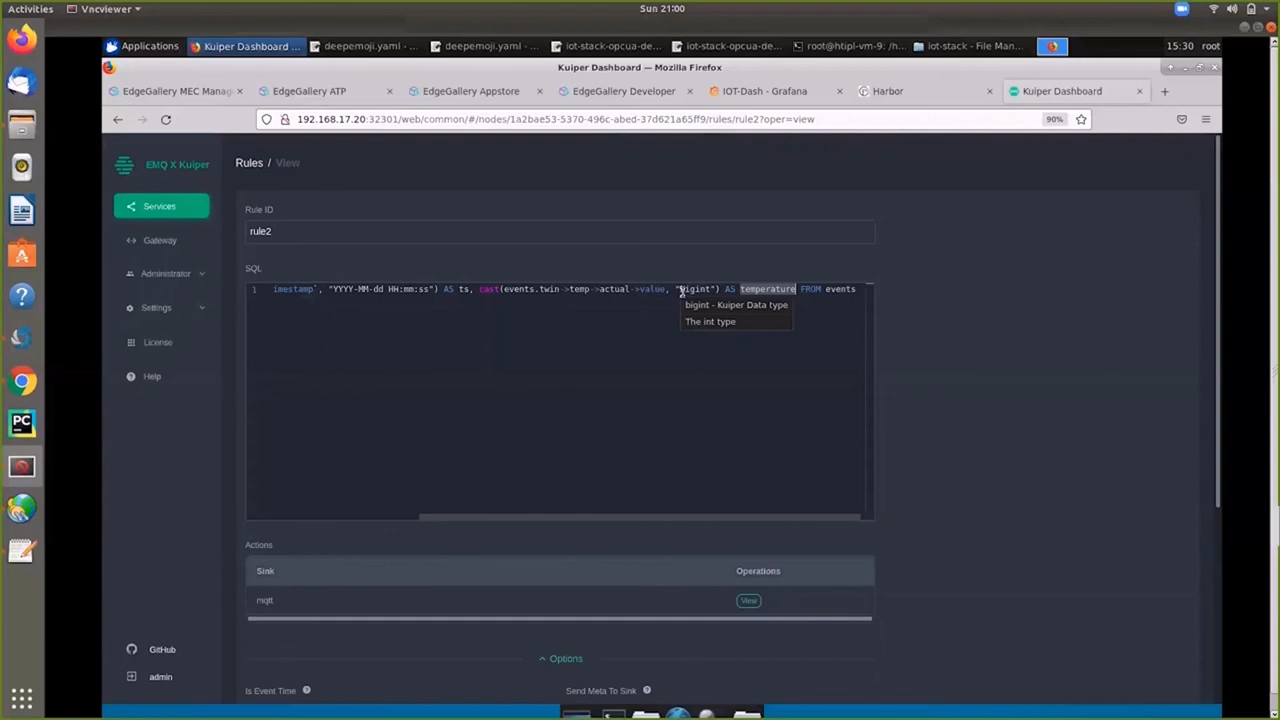 Activities
Vncviewer
Sun 21:00
Applications
Kuiper Dashboard ...
deepemoji.yaml - ...
deepemoji.yaml - ...
iot-stack-opcua-de...
iot-stack-opcua-de...
root@htipl-vm-9: /h...
iot-stack - File Man...
15:30
root
Kuiper Dashboard — Mozilla Firefox
EdgeGallery MEC Manag
EdgeGallery ATP
EdgeGallery Appstore
EdgeGallery Developer
IOT-Dash - Grafana
Harbor
Kuiper Dashboard
192.168.17.20:32301/web/common/#/nodes/1a2bae53-5370-496c-abed-37d621a65ff9/rules/rule2?oper=view
90%
EMQ X Kuiper
Rules / View
Services
Gateway
Administrator
Settings
License
Help
GitHub
admin
Rule ID
rule2
SQL
1
imestamp`, "YYYY-MM-dd HH:mm:ss") AS ts, cast(events.twin->temp->actual->value, "bigint") AS temperature FROM events
bigint - Kuiper Data type
The int type
Actions
Sink
Operations
mqtt
View
Options
Is Event Time
Send Meta To Sink
PC